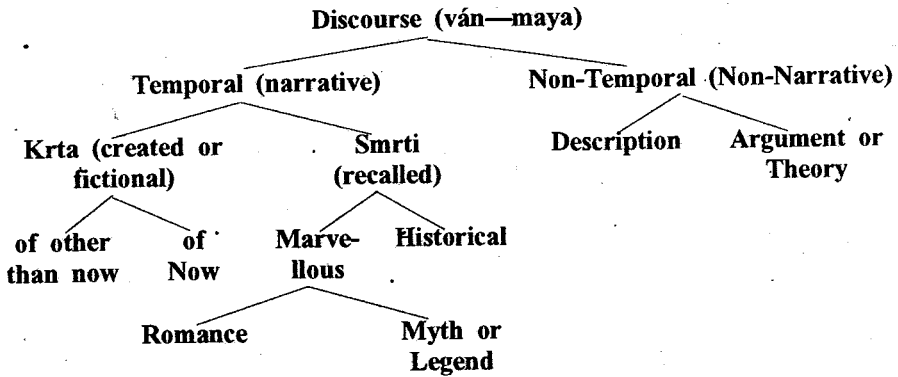 Discourse (ván—maya)
Temporal (narrative)
Non-Temporal (Non-Narrative)
Krta (created or
fictional)
Smrti
(recalled)
Description
Argument or
Theory
of other
than now
of
Now
Marve-
llous
Historical
Romance
Myth or
Legend